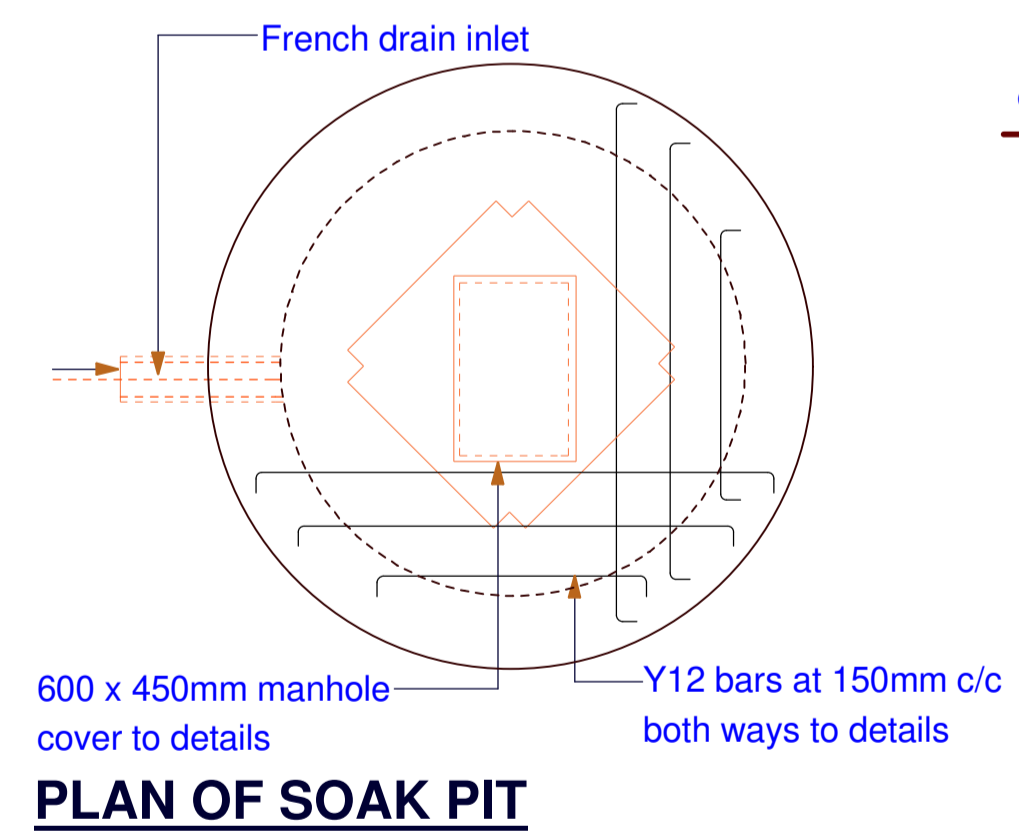 French drain inlet
600 x 450mm manhole
cover to details
Y12 bars at 150mm c/c
both ways to details
PLAN OF SOAK PIT